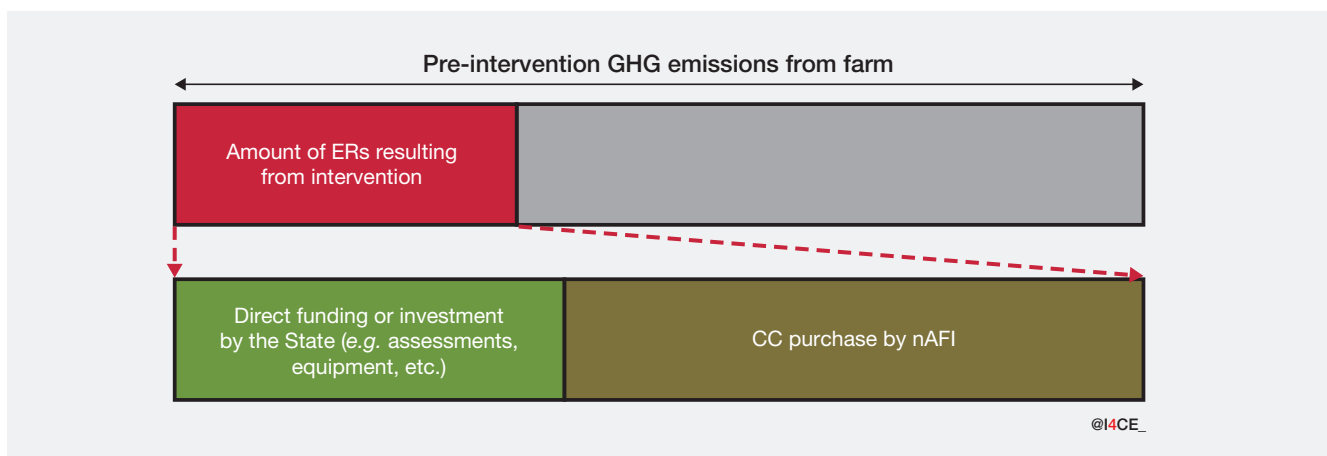 Pre-intervention GHG emissions from farm
Amount of ERs resulting
from intervention
Direct funding or investment
by the State (e.g. assessments,
equipment, etc.)
CC purchase by nAFI
@I4CE_